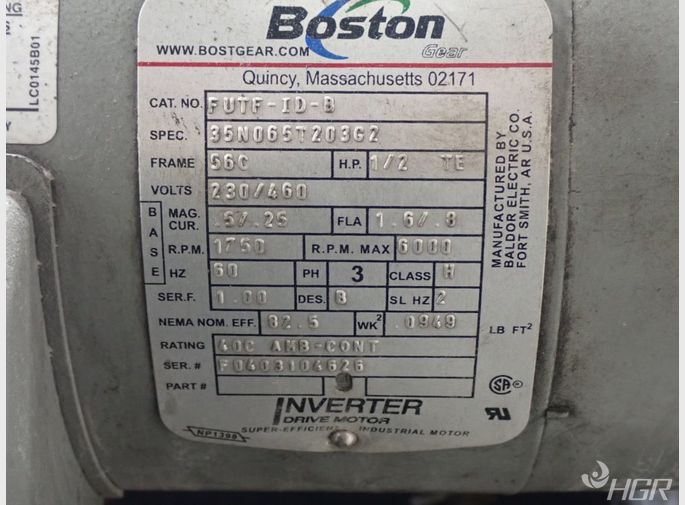 LC0145B01
Boston
Gear
WWW.BOSTGEAR.COM
Quincy, Massachusetts 02171
CAT. NO. FUTF-ID-B
SPEC. 35N065T203G2
FRAME 56C H.P. 1/2 TE
VOLTS 230/460
BASE
MAG. CUR. .5/.25 FLA 1.6/.8
R.P.M. 1750 R.P.M. MAX 6000
HZ 60 PH 3 CLASS H
SER.F. 1.00 DES. B SL HZ 2
NEMA NOM. EFF. 82.5 WK² .0949 LB FT²
RATING 40C AMB-CONT
SER. # F0403104626
PART #
MANUFACTURED BY
BALDOR ELECTRIC CO.
FORT SMITH, AR U.S.A.
INVERTER
DRIVE MOTOR
NP1398 SUPER-EFFICIENT INDUSTRIAL MOTOR
HGR